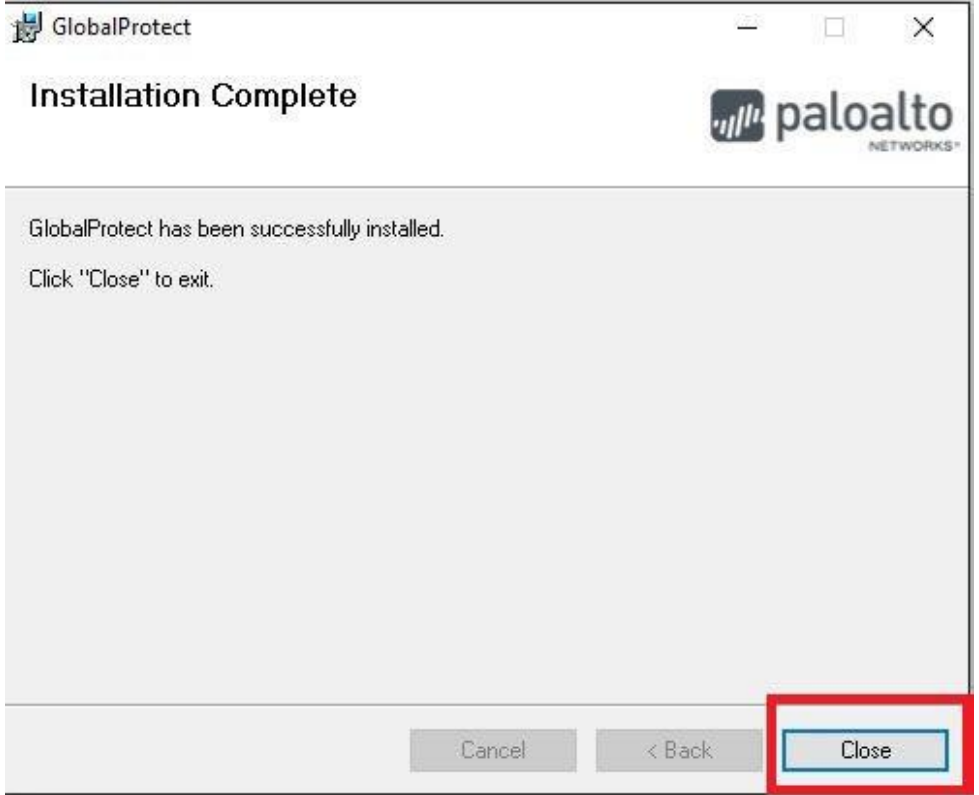 GlobalProtect
Installation Complete
paloalto
NETWORKS
GlobalProtect has been successfully installed.
Click "Close" to exit.
Cancel
< Back
Close